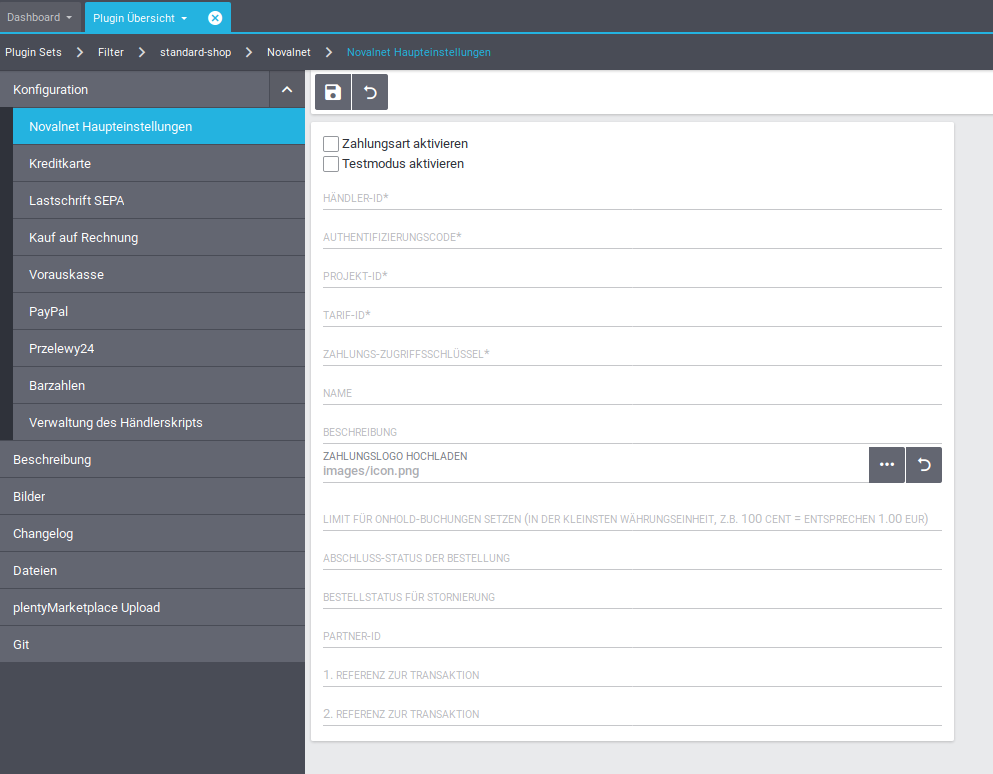 Dashboard
Plugin Übersicht
Plugin Sets
Filter
standard-shop
Novalnet
Novalnet Haupteinstellungen
Konfiguration
Novalnet Haupteinstellungen
Kreditkarte
Lastschrift SEPA
Kauf auf Rechnung
Vorauskasse
PayPal
Przelewy24
Barzahlen
Verwaltung des Händlerskripts
Beschreibung
Bilder
Changelog
Dateien
plentyMarketplace Upload
Git
Zahlungsart aktivieren
Testmodus aktivieren
HÄNDLER-ID*
AUTHENTIFIZIERUNGSCODE*
PROJEKT-ID*
TARIF-ID*
ZAHLUNGS-ZUGRIFFSSCHLÜSSEL*
NAME
BESCHREIBUNG
ZAHLUNGSLOGO HOCHLADEN
images/icon.png
LIMIT FÜR ONHOLD-BUCHUNGEN SETZEN (IN DER KLEINSTEN WÄHRUNGSEINHEIT, Z.B. 100 CENT = ENTSPRECHEN 1.00 EUR)
ABSCHLUSS-STATUS DER BESTELLUNG
BESTELLSTATUS FÜR STORNIERUNG
PARTNER-ID
1. REFERENZ ZUR TRANSAKTION
2. REFERENZ ZUR TRANSAKTION